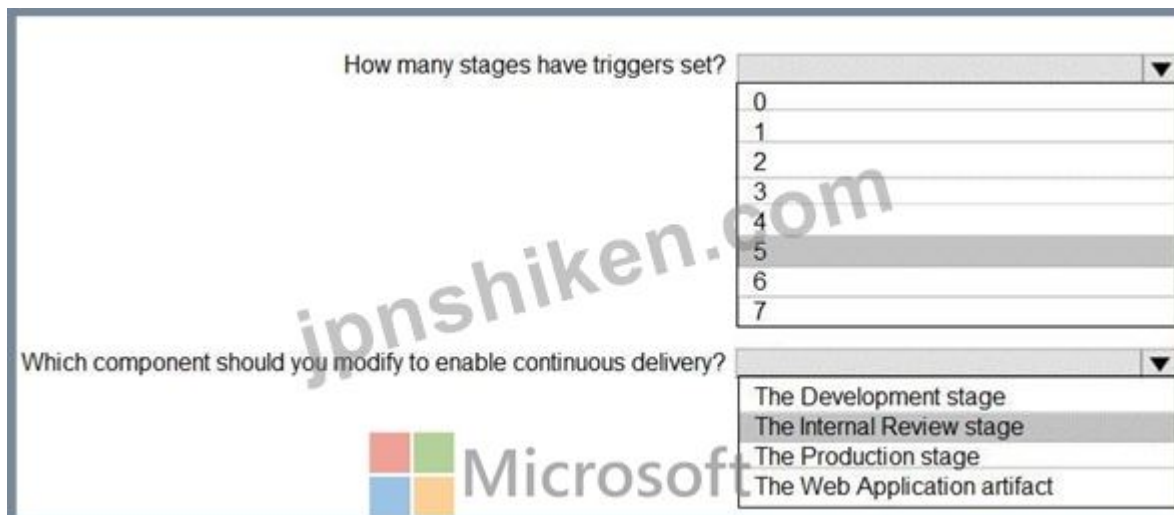 How many stages have triggers set?
0
1
2
3
4
5
6
7
jpnshiken.com
Which component should you modify to enable continuous delivery?
The Development stage
The Internal Review stage
The Production stage
The Web Application artifact
Microsoft